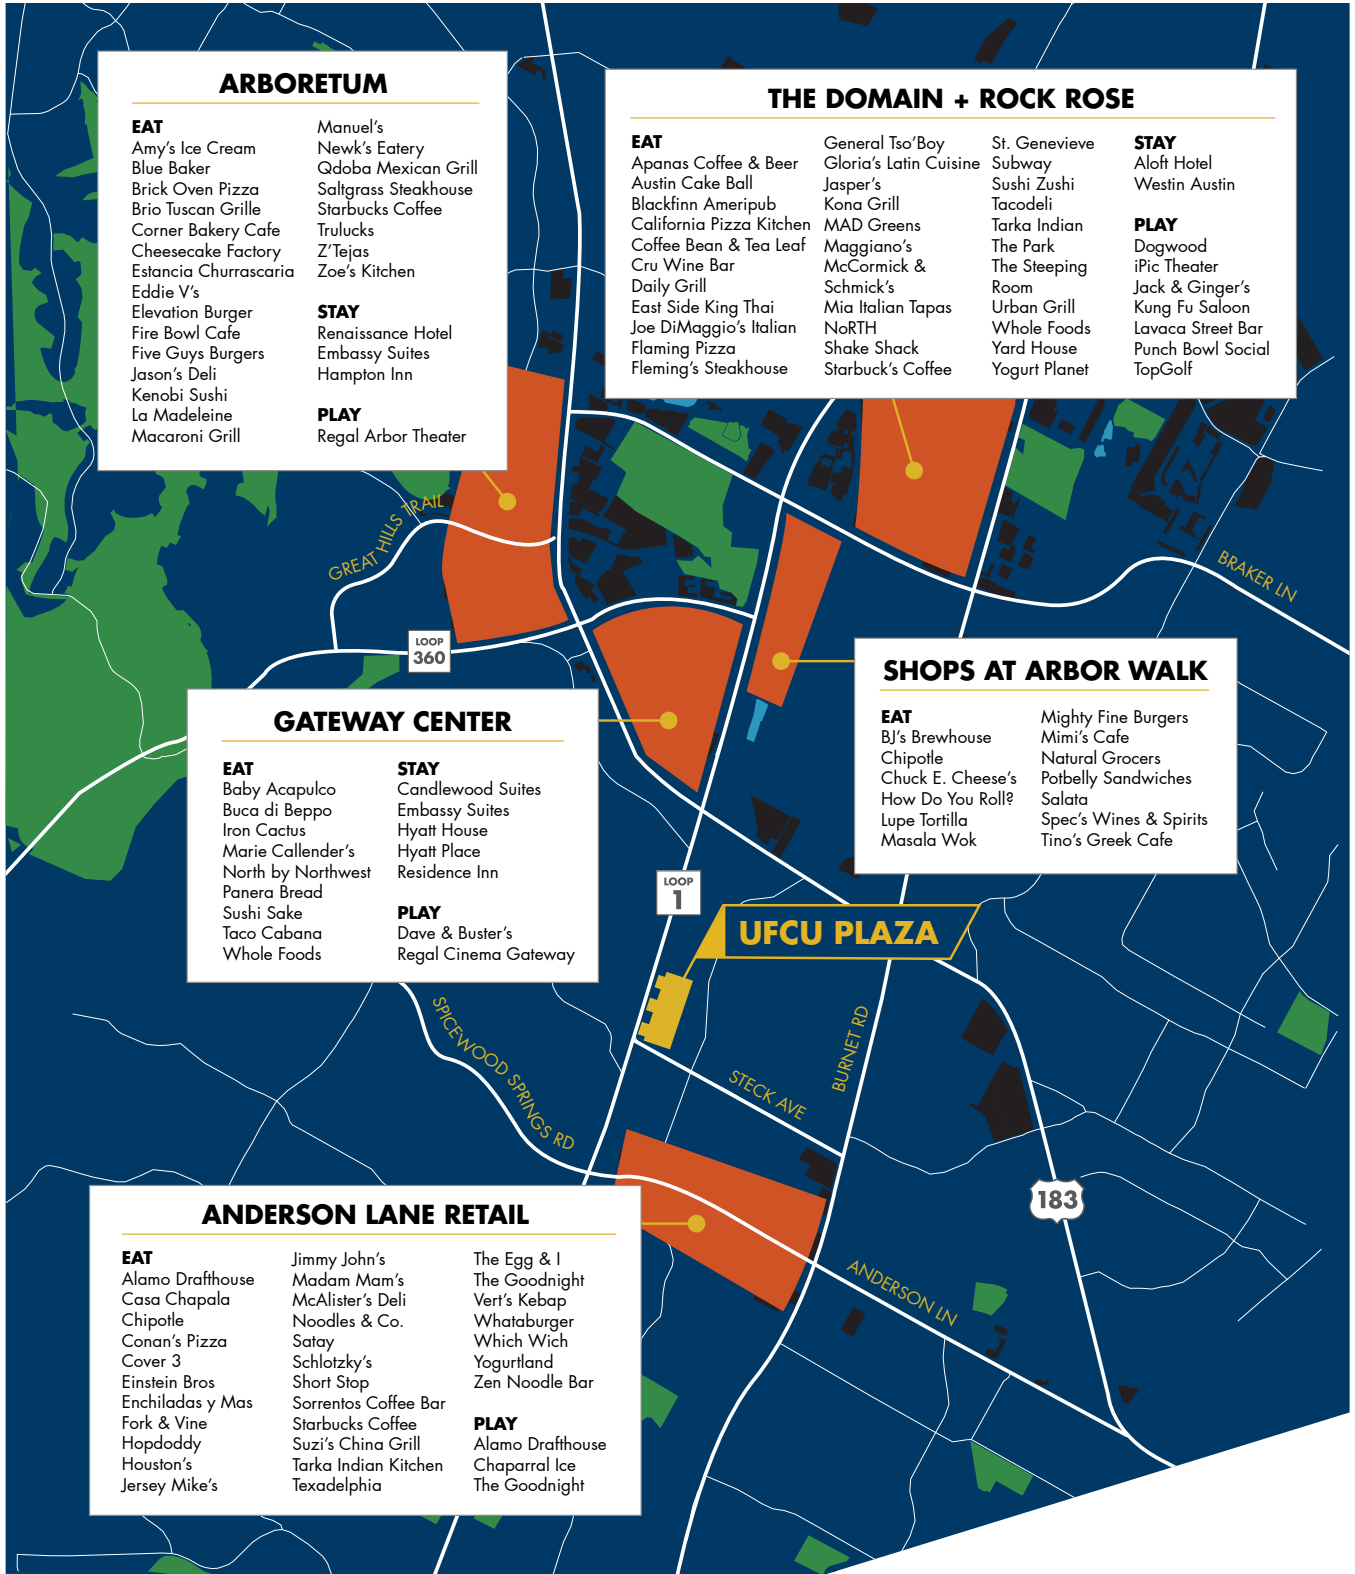 ARBORETUM
EAT
Amy's Ice Cream
Blue Baker
Brick Oven Pizza
Brio Tuscan Grille
Corner Bakery Cafe
Cheesecake Factory
Estancia Churrascaria
Eddie V's
Elevation Burger
Fire Bowl Cafe
Five Guys Burgers
Jason's Deli
Kenobi Sushi
La Madeleine
Macaroni Grill
Manuel's
Newk's Eatery
Qdoba Mexican Grill
Saltgrass Steakhouse
Starbucks Coffee
Trulucks
Z'Tejas
Zoe's Kitchen
STAY
Renaissance Hotel
Embassy Suites
Hampton Inn
PLAY
Regal Arbor Theater
THE DOMAIN + ROCK ROSE
EAT
Apanas Coffee & Beer
Austin Cake Ball
Blackfinn Ameripub
California Pizza Kitchen
Coffee Bean & Tea Leaf
Cru Wine Bar
Daily Grill
East Side King Thai
Joe DiMaggio's Italian
Flaming Pizza
Fleming's Steakhouse
General Tso'Boy
Gloria's Latin Cuisine
Jasper's
Kona Grill
MAD Greens
Maggiano's
McCormick &
Schmick's
Mia Italian Tapas
NoRTH
Shake Shack
Starbuck's Coffee
St. Genevieve
Subway
Sushi Zushi
Tacodeli
Tarka Indian
The Park
The Steeping
Room
Urban Grill
Whole Foods
Yard House
Yogurt Planet
STAY
Aloft Hotel
Westin Austin
PLAY
Dogwood
iPic Theater
Jack & Ginger's
Kung Fu Saloon
Lavaca Street Bar
Punch Bowl Social
TopGolf
GREAT HILLS TRAIL
BRAKER LN
LOOP
360
SHOPS AT ARBOR WALK
EAT
BJ's Brewhouse
Chipotle
Chuck E. Cheese's
How Do You Roll?
Lupe Tortilla
Masala Wok
Mighty Fine Burgers
Mimi's Cafe
Natural Grocers
Potbelly Sandwiches
Salata
Spec's Wines & Spirits
Tino's Greek Cafe
GATEWAY CENTER
EAT
Baby Acapulco
Buca di Beppo
Iron Cactus
Marie Callender's
North by Northwest
Panera Bread
Sushi Sake
Taco Cabana
Whole Foods
STAY
Candlewood Suites
Embassy Suites
Hyatt House
Hyatt Place
Residence Inn
PLAY
Dave & Buster's
Regal Cinema Gateway
LOOP
1
UFCU PLAZA
SPICEWOOD SPRINGS RD
BURNET RD
STECK AVE
183
ANDERSON LANE RETAIL
EAT
Alamo Drafthouse
Casa Chapala
Chipotle
Conan's Pizza
Cover 3
Einstein Bros
Enchiladas y Mas
Fork & Vine
Hopdoddy
Houston's
Jersey Mike's
Jimmy John's
Madam Mam's
McAlister's Deli
Noodles & Co.
Satay
Schlotzky's
Short Stop
Sorrentos Coffee Bar
Starbucks Coffee
Suzi's China Grill
Tarka Indian Kitchen
Texadelphia
The Egg & I
The Goodnight
Vert's Kebap
Whataburger
Which Wich
Yogurtland
Zen Noodle Bar
PLAY
Alamo Drafthouse
Chaparral Ice
The Goodnight
ANDERSON LN